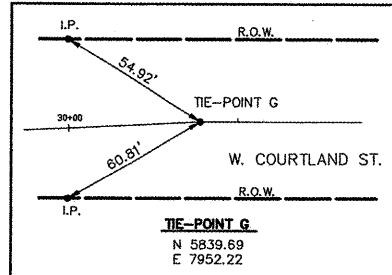 I.P.
R.O.W.
54.92'
TIE-POINT G
30+00
60.81'
W. COURTLAND ST.
R.O.W.
I.P.
TIE-POINT G
N 5839.69
E 7952.22